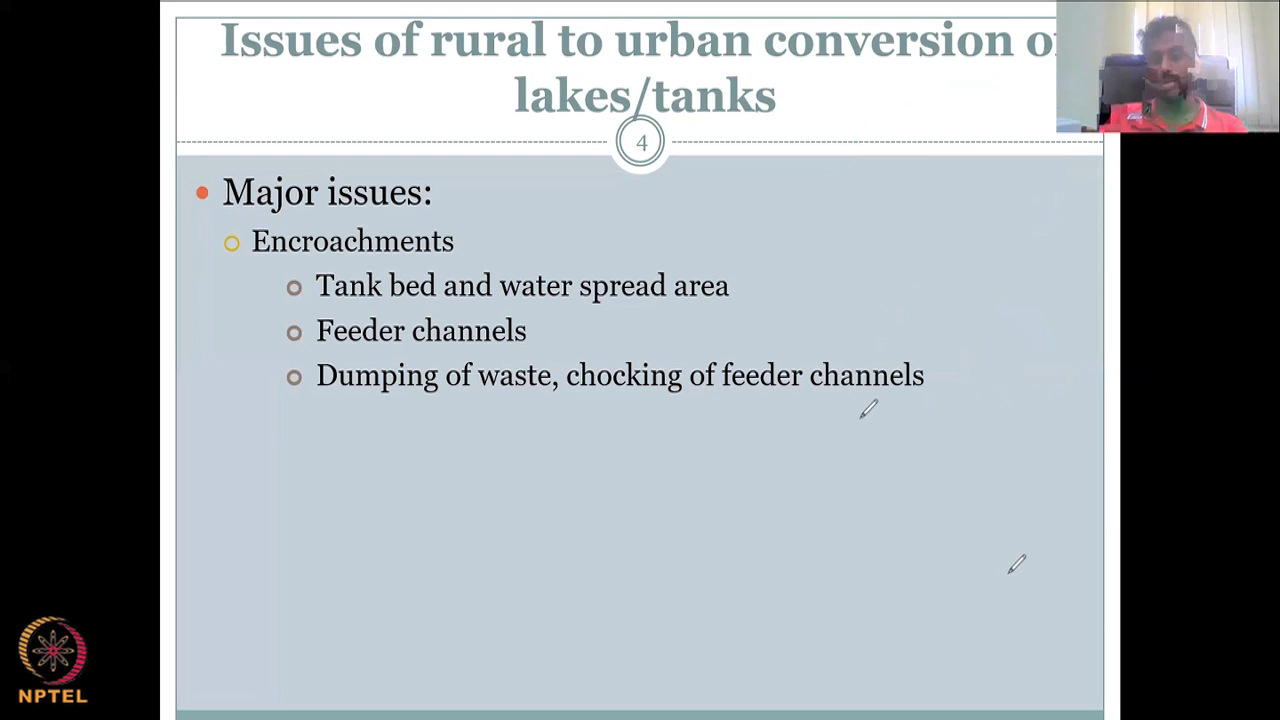 Issues of rural to urban conversion
lakes/tanks
4
Major issues:
Encroachments
Tank bed and water spread area
Feeder channels
Dumping of waste, chocking of feeder channels
NPTEL